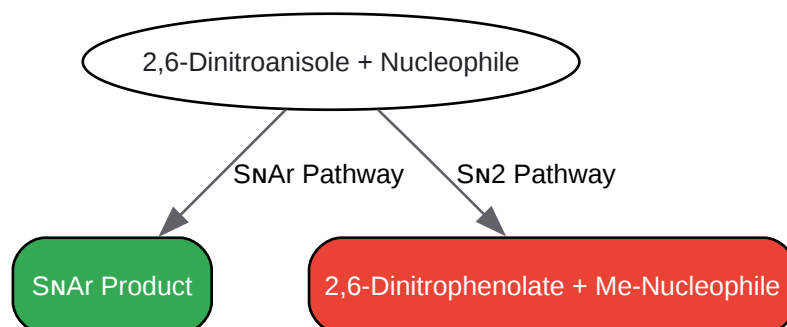 2,6-Dinitroanisole + Nucleophile
SɴAr Pathway
Sɴ2 Pathway
SɴAr Product
2,6-Dinitrophenolate + Me-Nucleophile